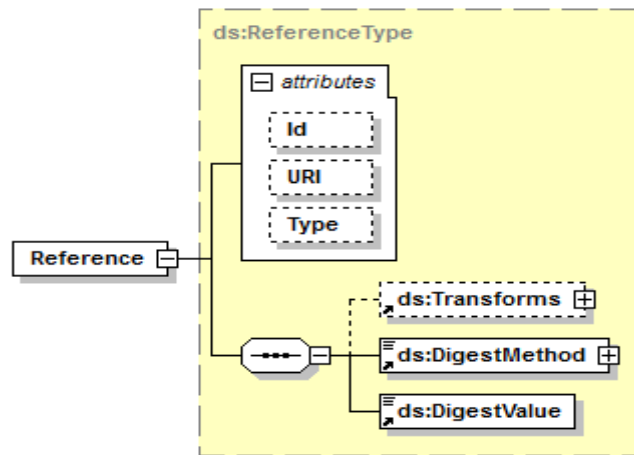 ds:ReferenceType
attributes
Id
URI
Type
Reference
ds:Transforms
ds:DigestMethod
ds:DigestValue